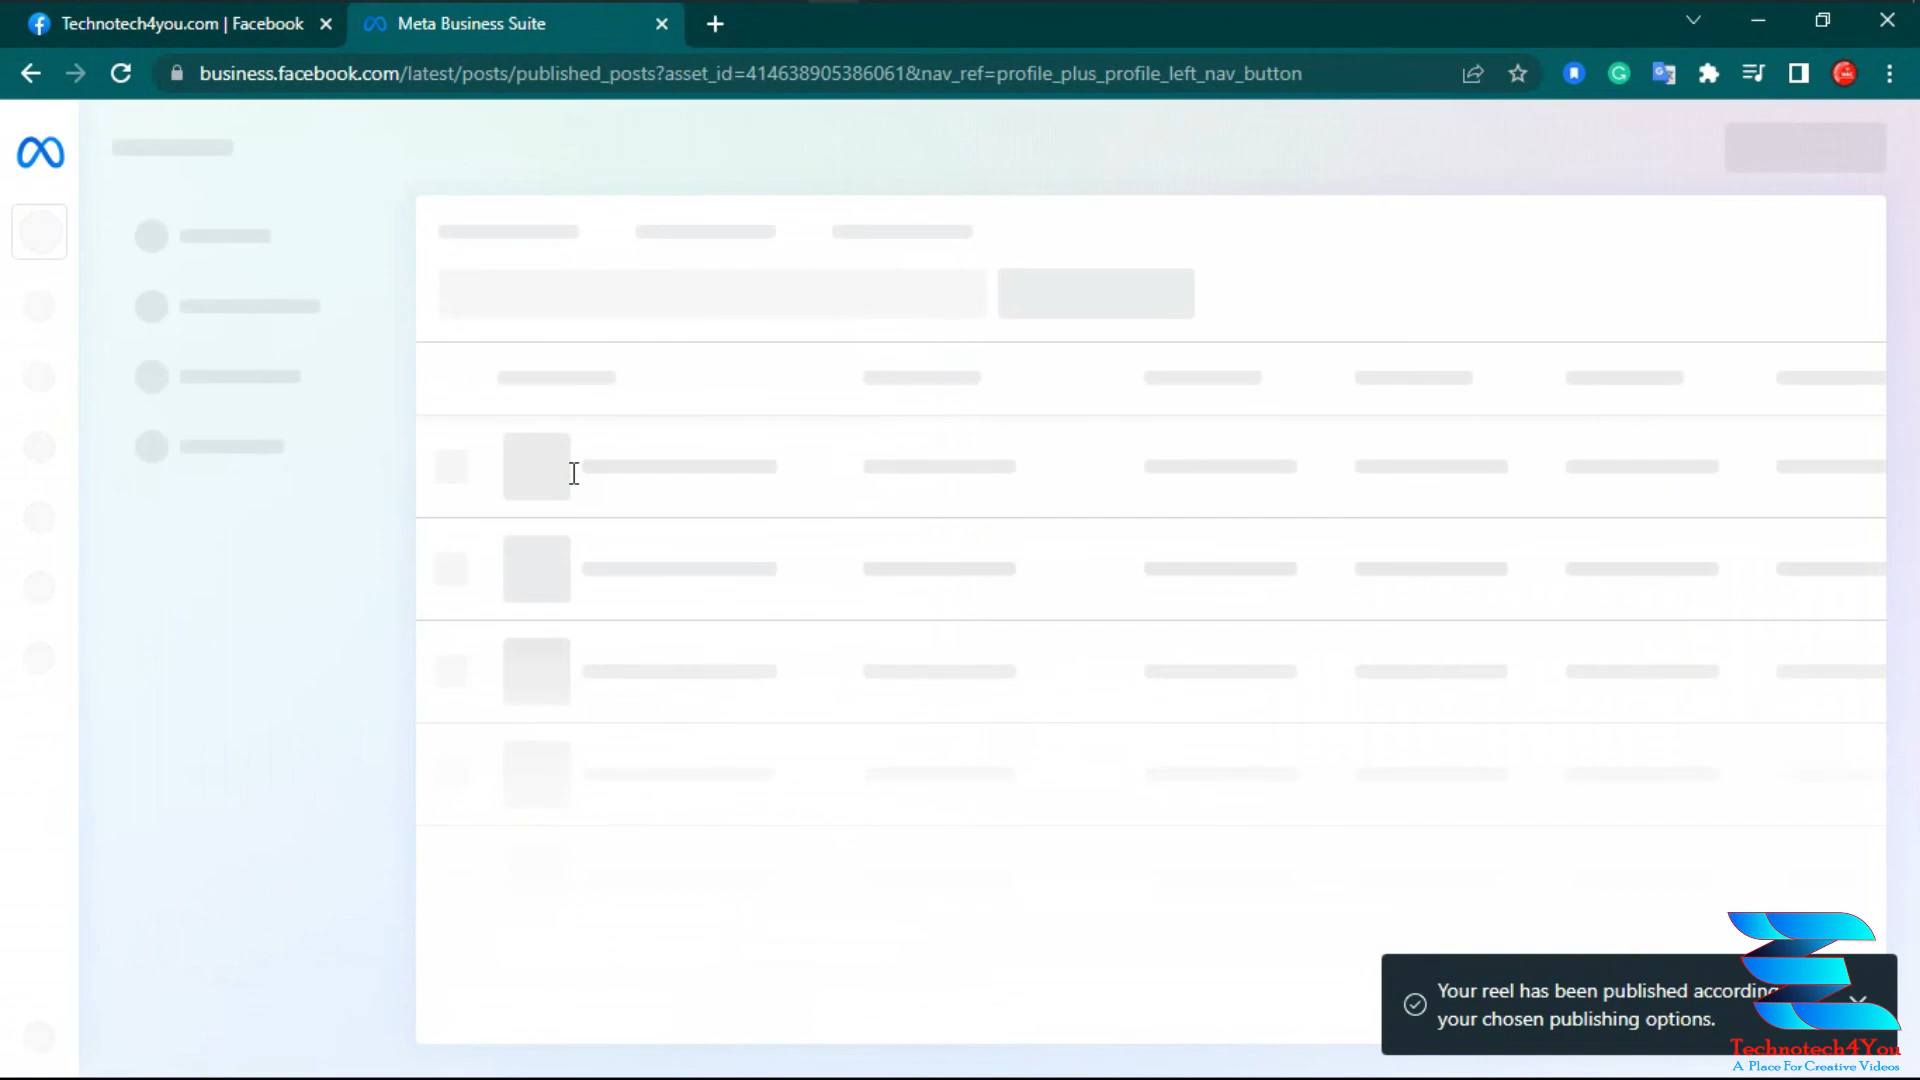 Technotech4you.com | Facebook
Meta Business Suite
business.facebook.com/latest/posts/published_posts?asset_id=414638905386061&nav_ref=profile_plus_profile_left_nav_button
Your reel has been published according
your chosen publishing options.
Technotech4You
A Place For Creative Videos